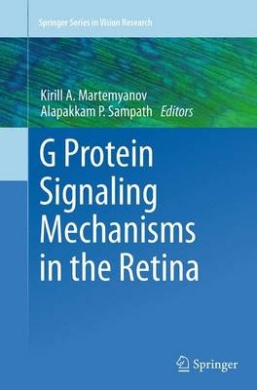 Springer Series in Vision Research
Kirill A. Martemyanov
Alapakkam P. Sampath Editors
G Protein
Signaling
Mechanisms
in the Retina
Springer